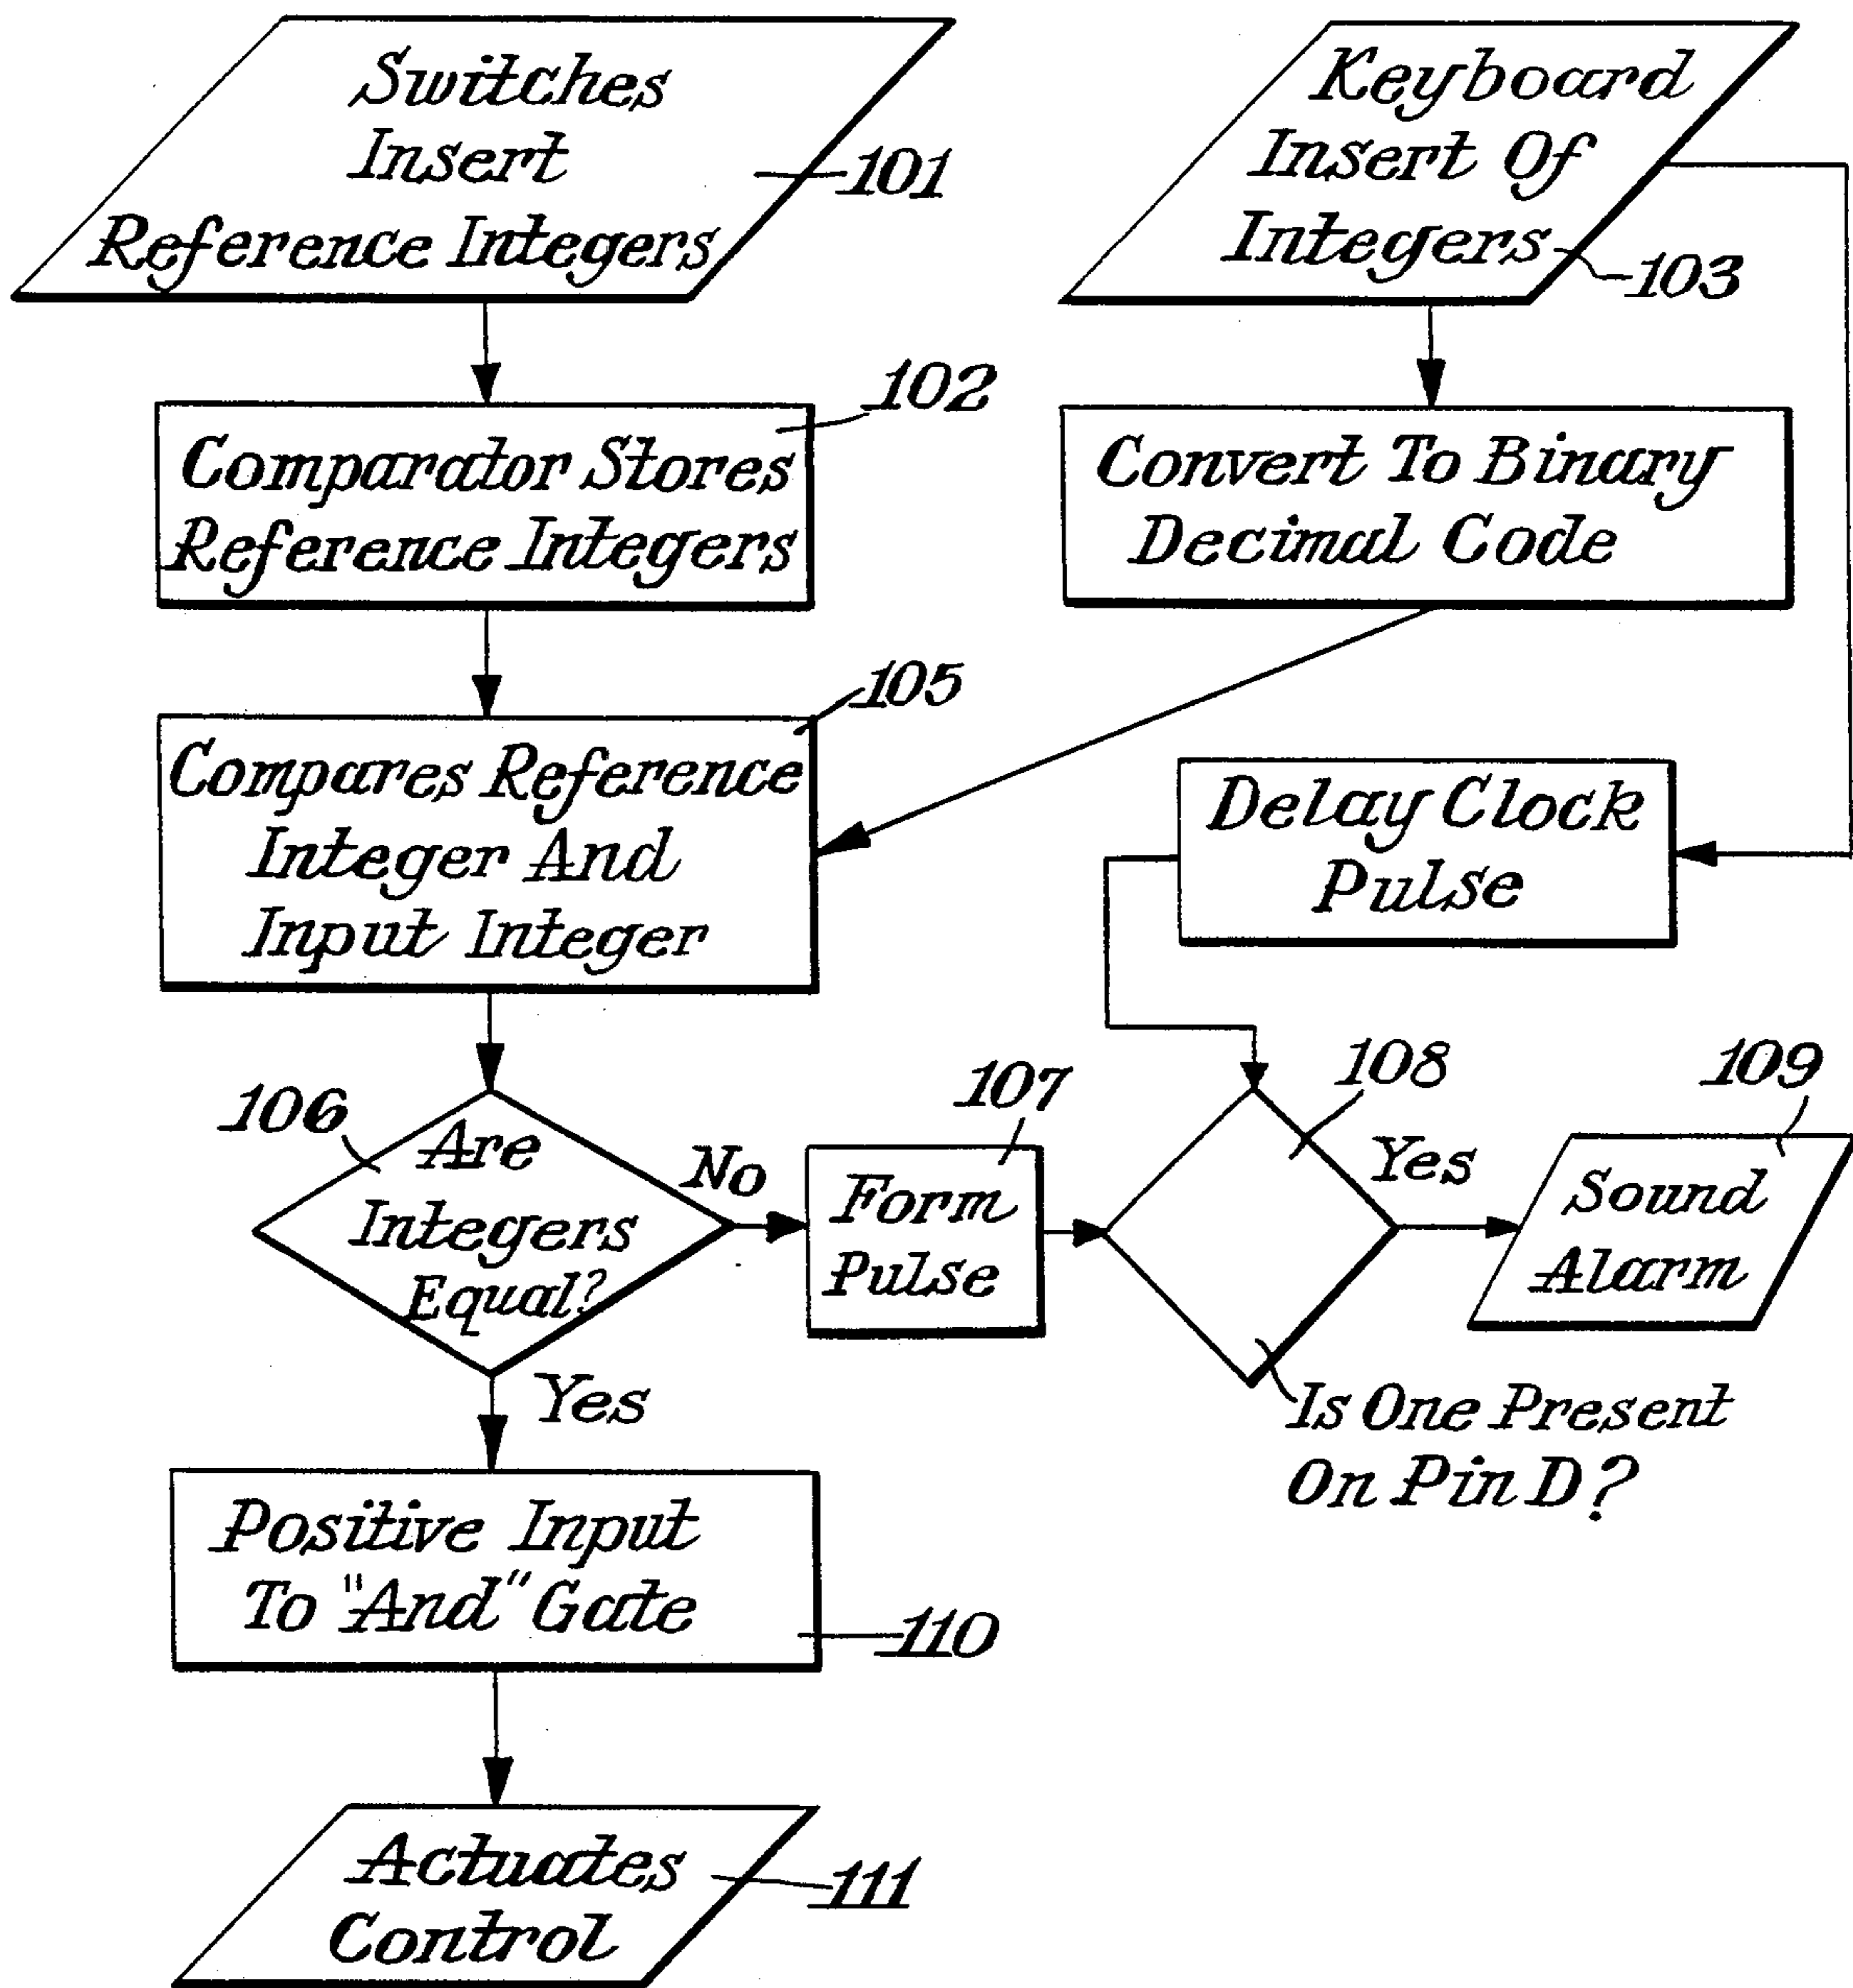 Switches
Insert
Reference Integers
101
Keyboard
Insert Of
Integers
103
102
Comparator Stores
Reference Integers
Convert To Binary
Decimal Code
105
Compares Reference
Integer And
Input Integer
Delay Clock
Pulse
106
Are
Integers
Equal?
No
107
Form
Pulse
108
Yes
109
Sound
Alarm
Is One Present
On Pin D?
Yes
Positive Input
To "And" Gate
110
Actuates
Control
111